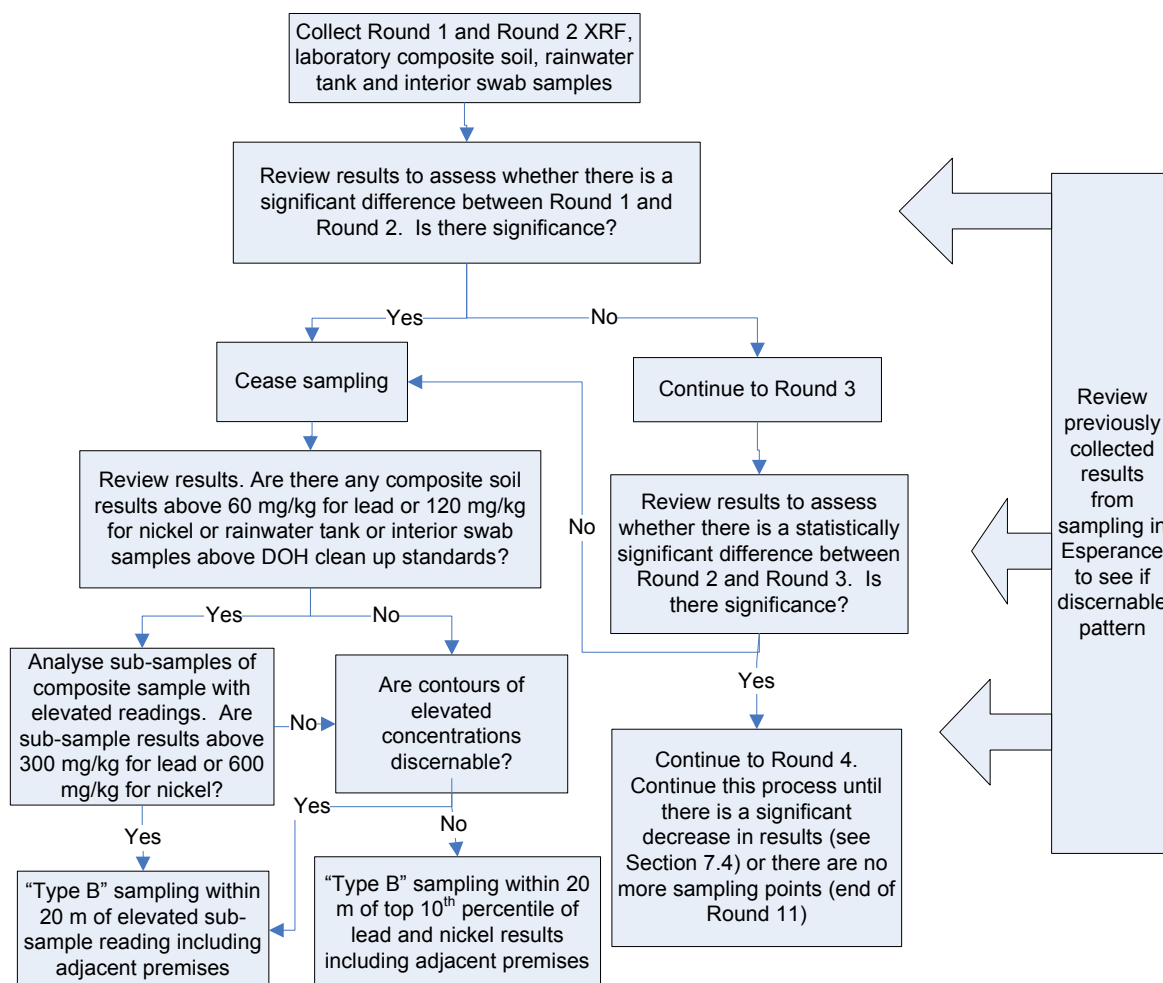 Collect Round 1 and Round 2 XRF,
laboratory composite soil, rainwater
tank and interior swab samples
Review results to assess whether there is a
significant difference between Round 1 and
Round 2.  Is there significance?
Yes
No
Cease sampling
Continue to Round 3
Review results. Are there any composite soil
results above 60 mg/kg for lead or 120 mg/kg
for nickel or rainwater tank or interior swab
samples above DOH clean up standards?
No
Review results to assess
whether there is a statistically
significant difference between
Round 2 and Round 3.  Is
there significance?
Yes
No
Analyse sub-samples of
composite sample with
elevated readings.  Are
sub-sample results above
300 mg/kg for lead or 600
mg/kg for nickel?
No
Are contours of
elevated
concentrations
discernable?
Yes
Continue to Round 4.
Continue this process until
there is a significant
decrease in results (see
Section 7.4) or there are no
more sampling points (end of
Round 11)
Yes
Yes
No
“Type B” sampling within
20 m of elevated sub-
sample reading including
adjacent premises
“Type B” sampling within 20
m of top 10th percentile of
lead and nickel results
including adjacent premises
Review
previously
collected
results
from
sampling in
Esperance
to see if
discernable
pattern